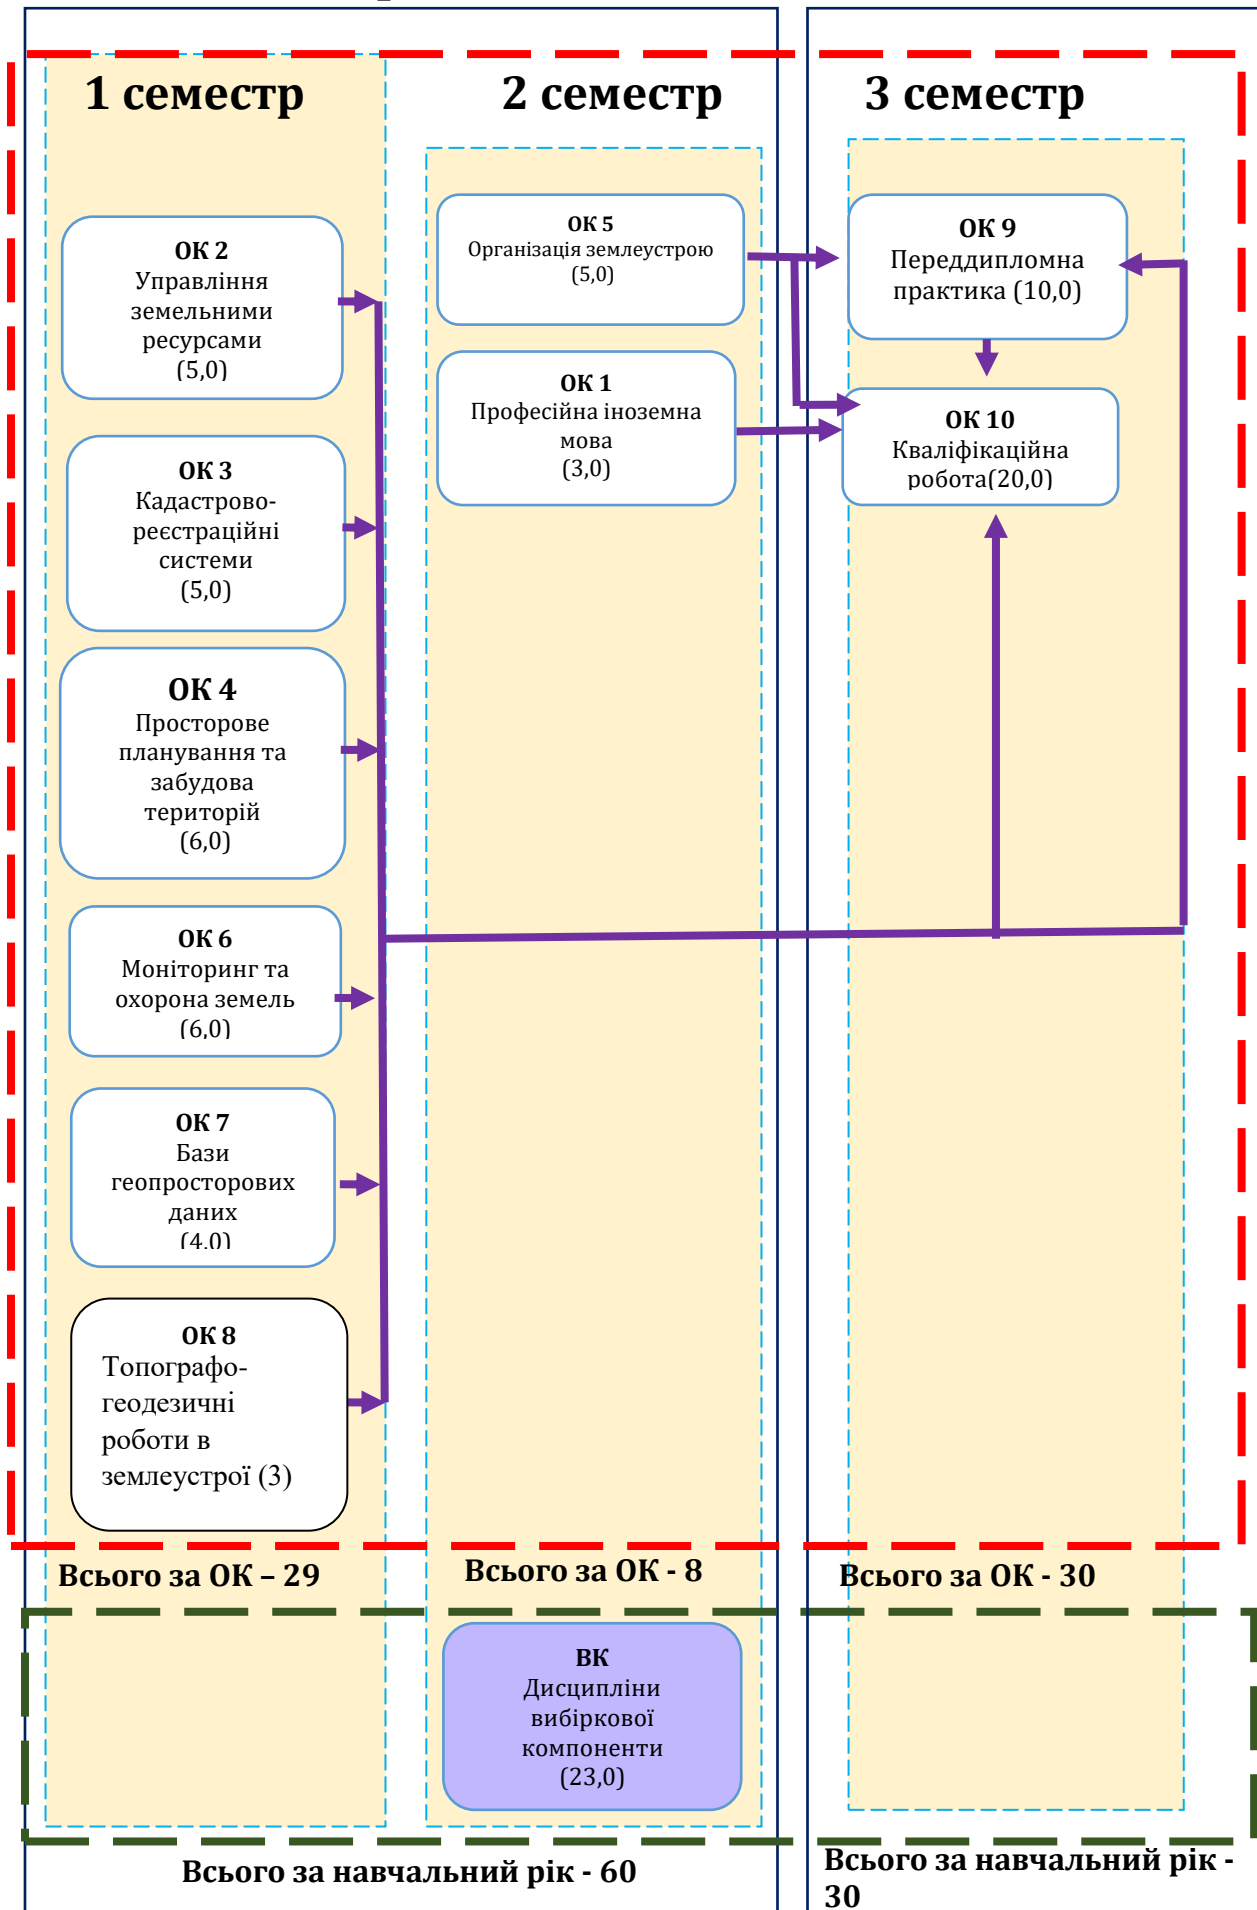 1 семестр
ОК 2
Управління
земельними
ресурсами
(5,0)
ОК 3
Кадастрово-
реєстраційні
системи
(5,0)
ОК 4
Просторове
планування та
забудова
територій
(6,0)
ОК 6
Моніторинг та
охорона земель
(6,0)
ОК 7
Бази
геопросторових
даних
(4,0)
ОК 8
Топографо-
геодезичні
роботи в
землеустрої (3)
Всього за ОК – 29
2 семестр
ОК 5
Організація землеустрою
(5,0)
ОК 1
Професійна іноземна
мова
(3,0)
Всього за ОК - 8
ВК
Дисципліни
вибіркової
компоненти
(23,0)
Всього за навчальний рік - 60
3 семестр
ОК 9
Переддипломна
практика (10,0)
ОК 10
Кваліфікаційна
робота(20,0)
Всього за ОК - 30
Всього за навчальний рік -
30